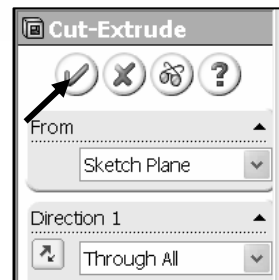 Cut-Extrude
?
From
Sketch Plane
Direction 1
Through All